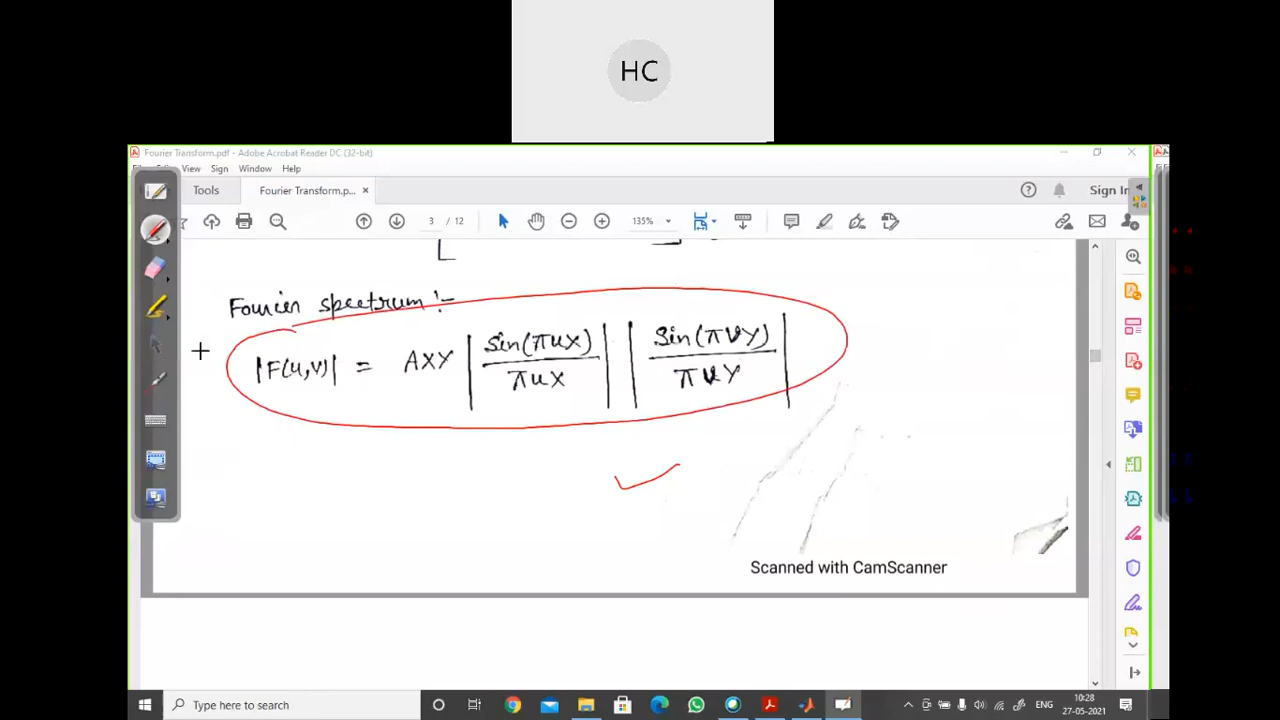 HC
Fourier Transform.pdf - Adobe Acrobat Reader DC (32-bit)
View Sign Window Help
Tools Fourier Transform.p... × Sign In
3 / 12 135%
Fourier spectrum :-
|F(u,v)| = AXY |sin(πux)/πux| |sin(πvy)/πvy|
Scanned with CamScanner
Type here to search
ENG 10:28
27-05-2021